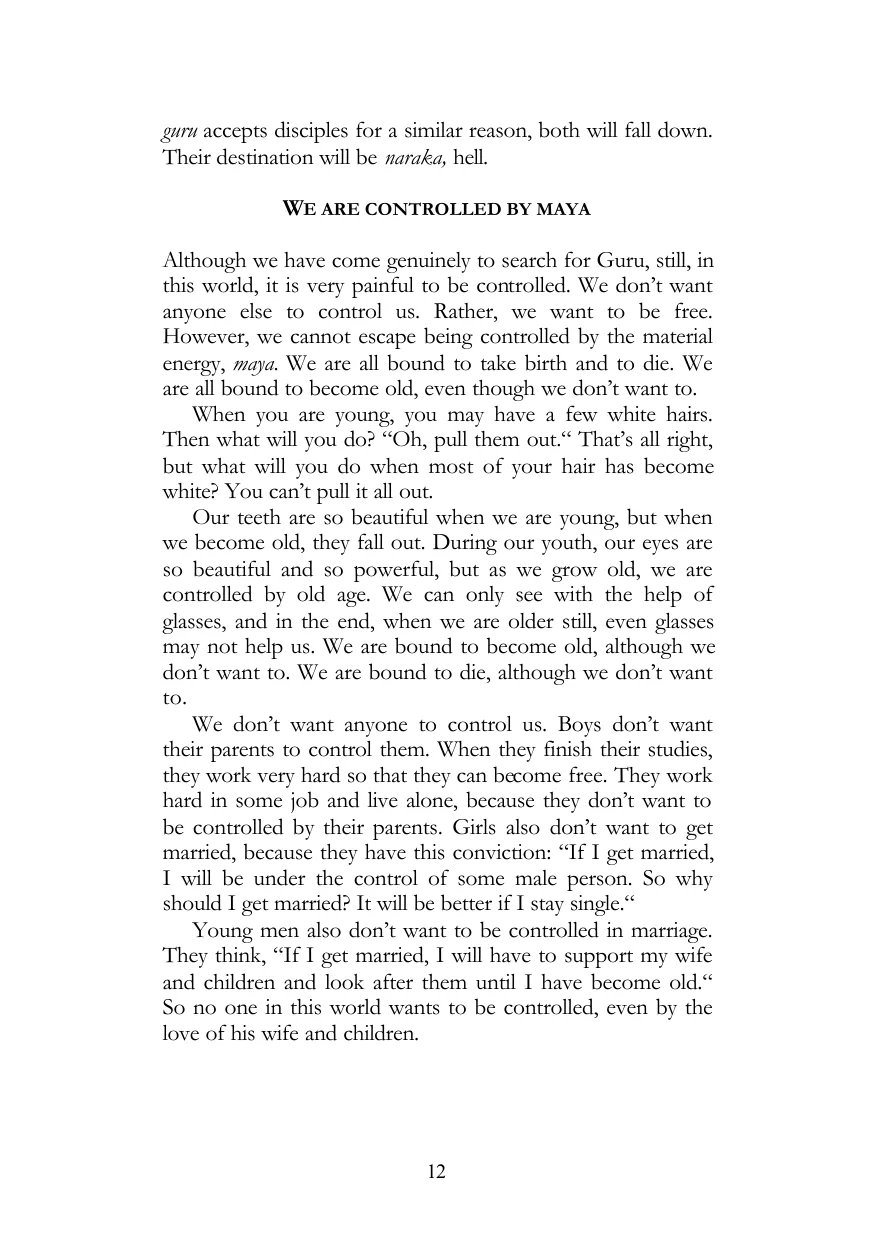 guru accepts disciples for a similar reason, both will fall down.
Their destination will be naraka, hell.
WE ARE CONTROLLED BY MAYA
Although we have come genuinely to search for Guru, still, in
this world, it is very painful to be controlled. We don’t want
anyone else to control us. Rather, we want to be free.
However, we cannot escape being controlled by the material
energy, maya. We are all bound to take birth and to die. We
are all bound to become old, even though we don’t want to.
When you are young, you may have a few white hairs.
Then what will you do? “Oh, pull them out.“ That’s all right,
but what will you do when most of your hair has become
white? You can’t pull it all out.
Our teeth are so beautiful when we are young, but when
we become old, they fall out. During our youth, our eyes are
so beautiful and so powerful, but as we grow old, we are
controlled by old age. We can only see with the help of
glasses, and in the end, when we are older still, even glasses
may not help us. We are bound to become old, although we
don’t want to. We are bound to die, although we don’t want
to.
We don’t want anyone to control us. Boys don’t want
their parents to control them. When they finish their studies,
they work very hard so that they can become free. They work
hard in some job and live alone, because they don’t want to
be controlled by their parents. Girls also don’t want to get
married, because they have this conviction: “If I get married,
I will be under the control of some male person. So why
should I get married? It will be better if I stay single.“
Young men also don’t want to be controlled in marriage.
They think, “If I get married, I will have to support my wife
and children and look after them until I have become old.“
So no one in this world wants to be controlled, even by the
love of his wife and children.
12